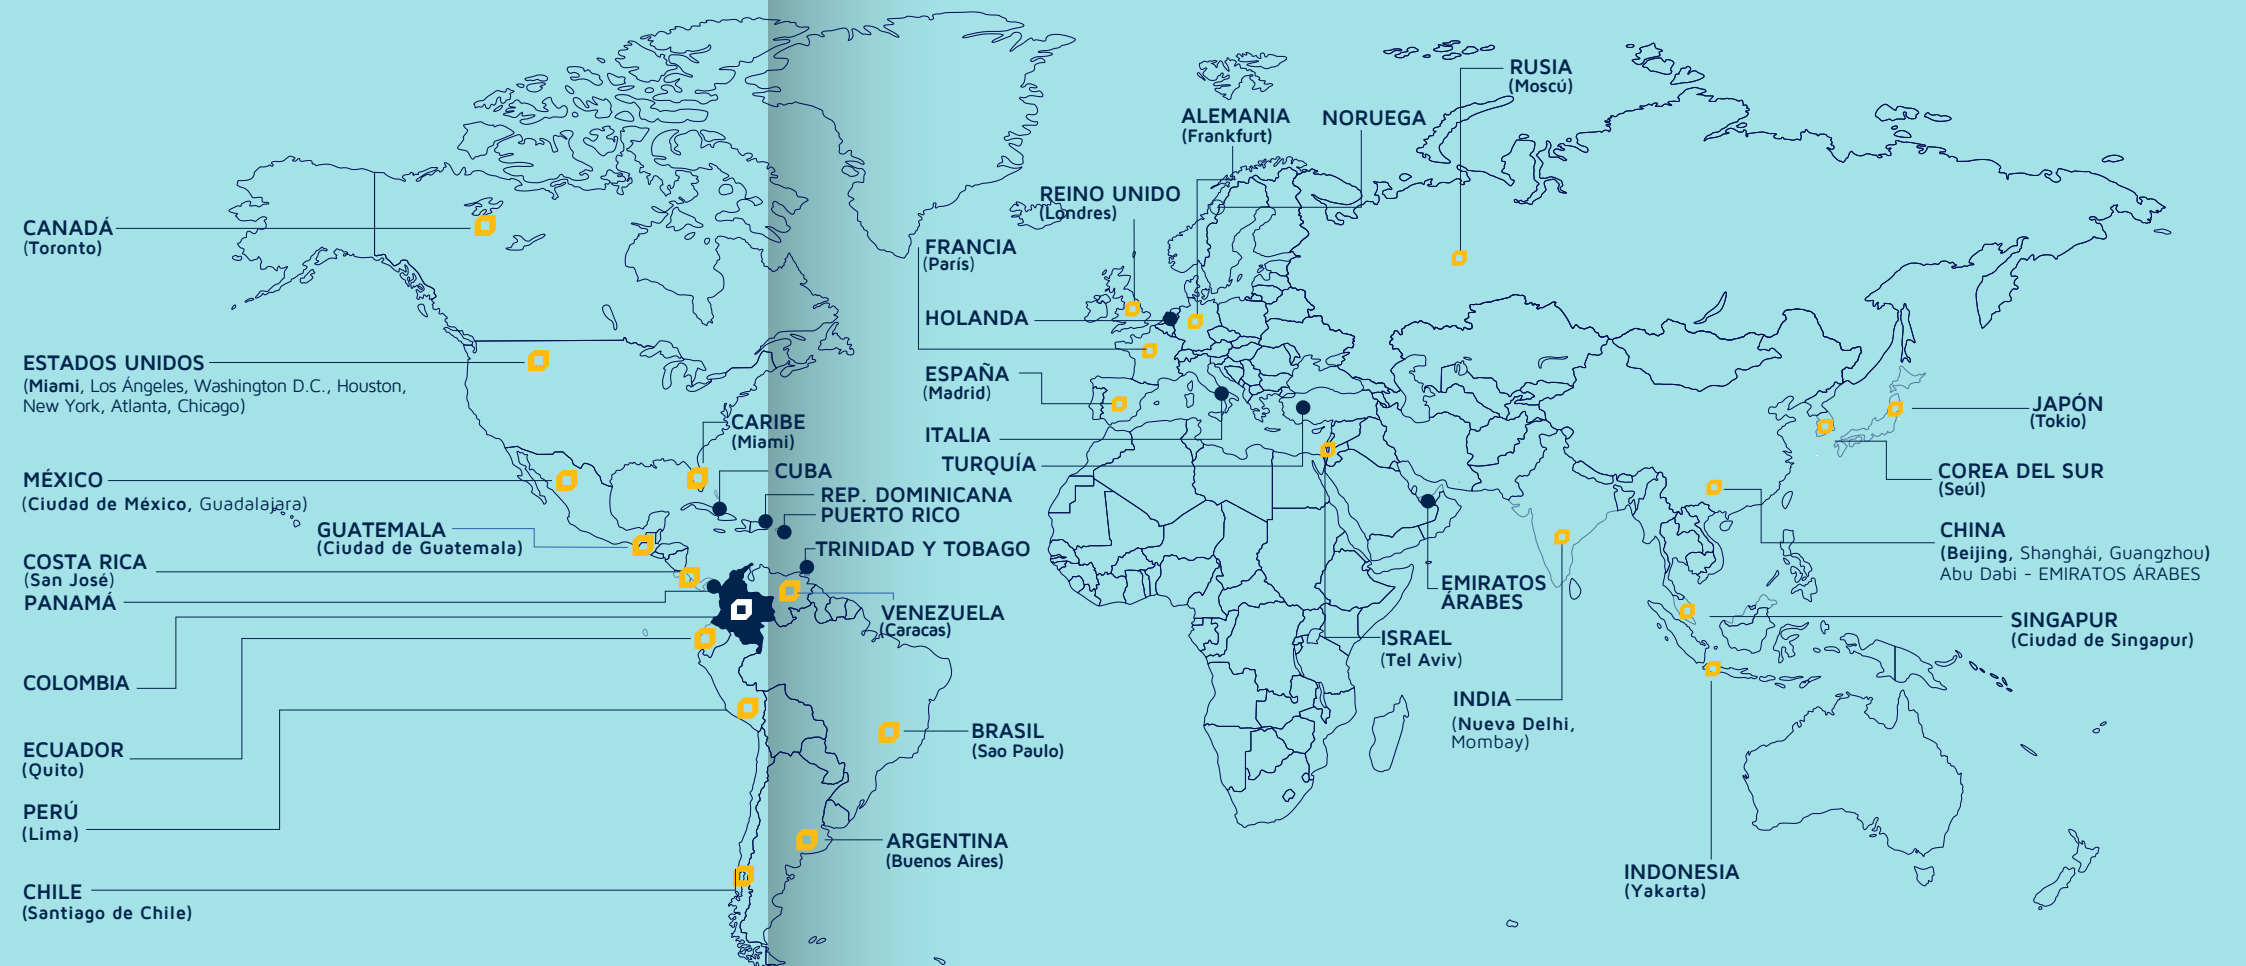 CANADÁ
(Toronto)
ESTADOS UNIDOS
(Miami, Los Ángeles, Washington D.C., Houston,
New York, Atlanta, Chicago)
CARIBE
(Miami)
CUBA
MÉXICO
(Ciudad de México, Guadalajara)
REP. DOMINICANA
PUERTO RICO
GUATEMALA
(Ciudad de Guatemala)
TRINIDAD Y TOBAGO
COSTA RICA
(San José)
PANAMÁ
VENEZUELA
(Caracas)
COLOMBIA
ECUADOR
(Quito)
PERÚ
(Lima)
CHILE
(Santiago de Chile)
BRASIL
(Sao Paulo)
ARGENTINA
(Buenos Aires)
RUSIA
(Moscú)
ALEMANIA
(Frankfurt)
NORUEGA
REINO UNIDO
(Londres)
FRANCIA
(París)
HOLANDA
ESPAÑA
(Madrid)
ITALIA
TURQUÍA
EMIRATOS
ÁRABES
ISRAEL
(Tel Aviv)
INDIA
(Nueva Delhi,
Mombay)
JAPÓN
(Tokio)
COREA DEL SUR
(Seúl)
CHINA
(Beijing, Shanghái, Guangzhou)
Abu Dabi - EMIRATOS ÁRABES
SINGAPUR
(Ciudad de Singapur)
INDONESIA
(Yakarta)